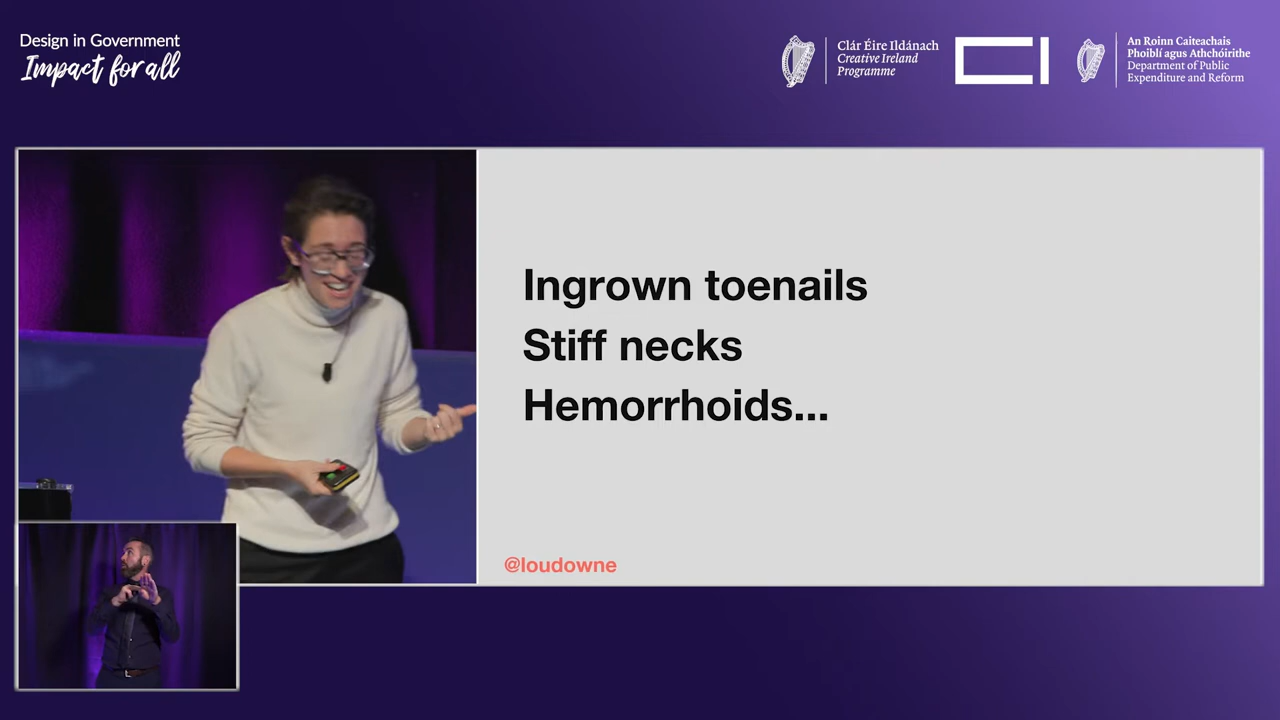 Design in Government
Impact for all
Clár Éire Ildánach
Creative Ireland
Programme
CI
An Roinn Caiteachais
Phoiblí agus Athchóirithe
Department of Public
Expenditure and Reform
Ingrown toenails
Stiff necks
Hemorrhoids...
@loudowne